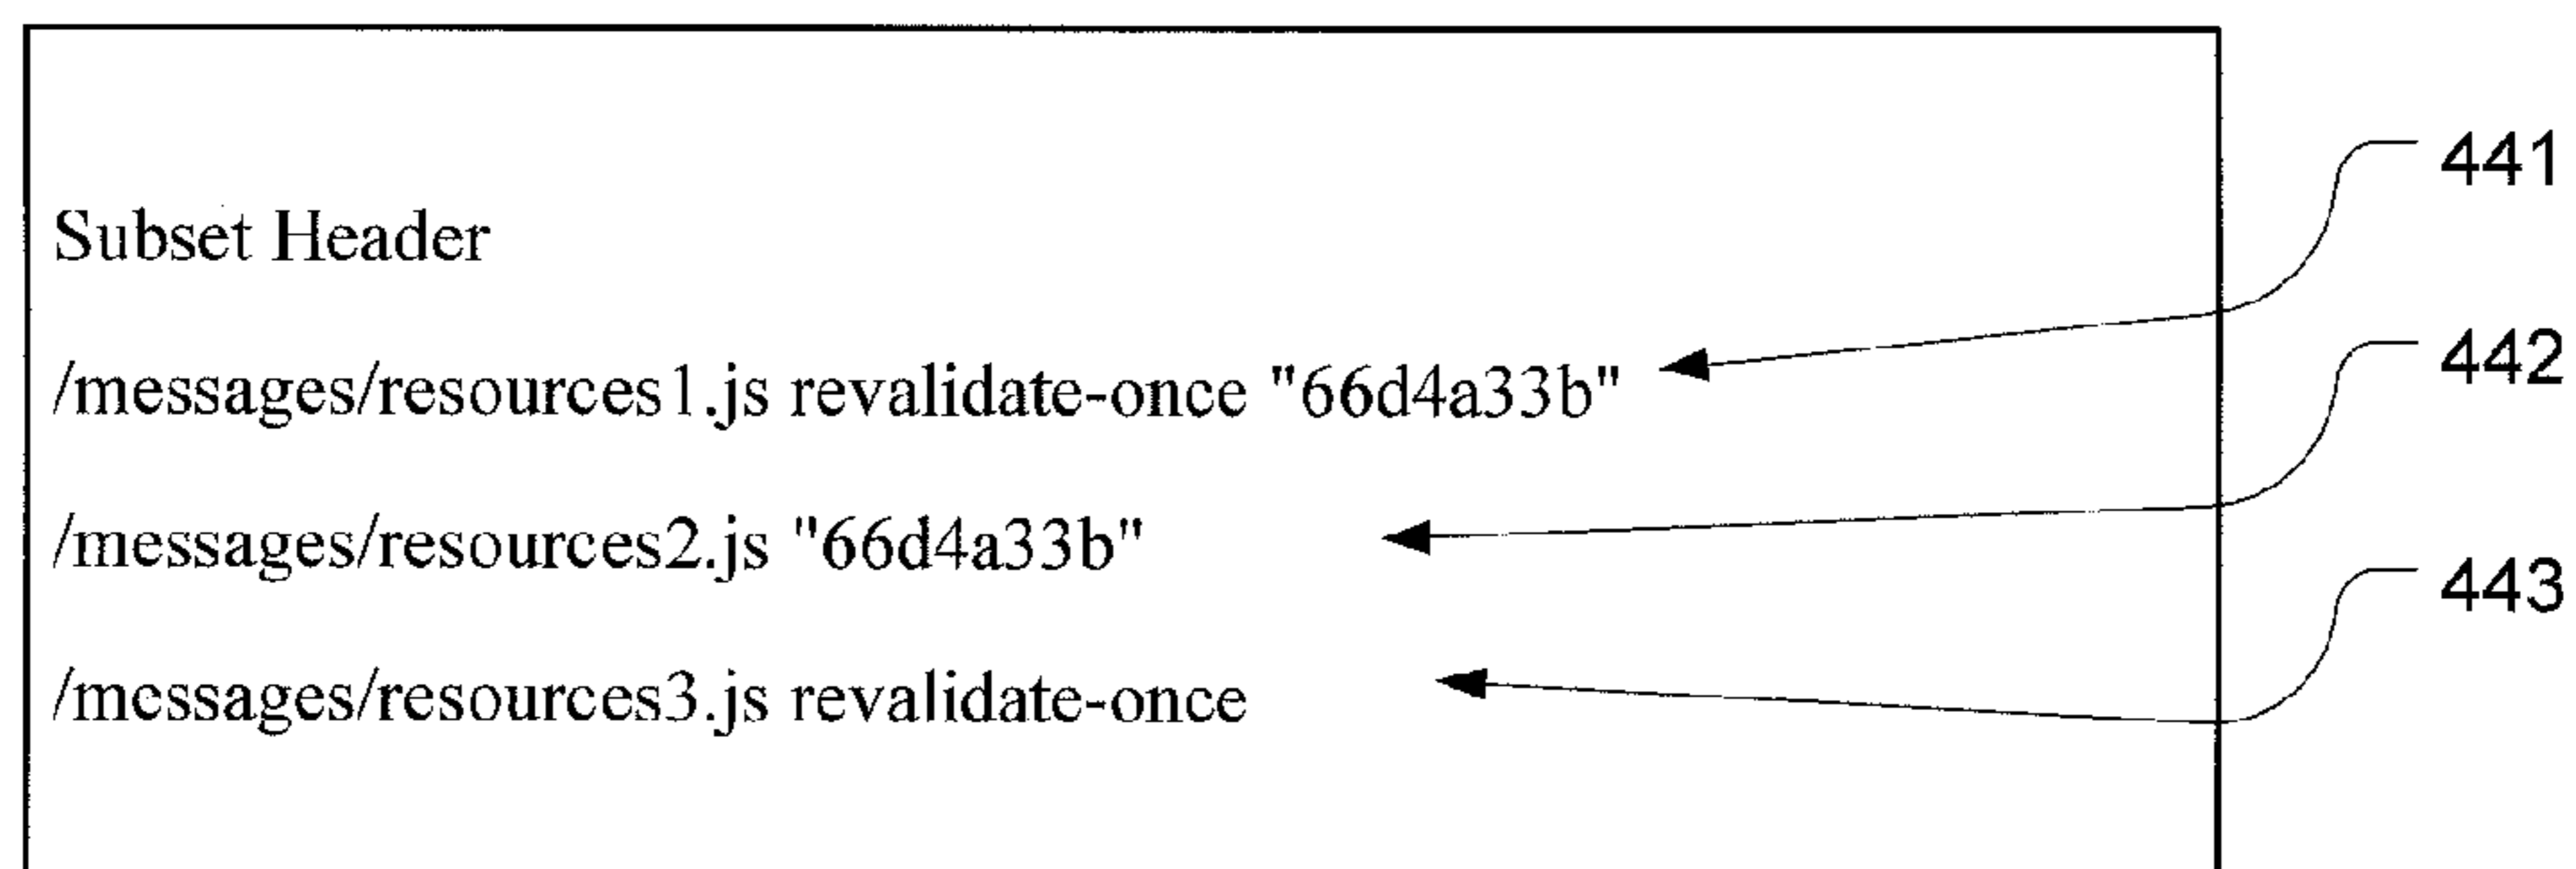 Subset Header
441
/messages/resources1.js revalidate-once "66d4a33b"
442
/messages/resources2.js "66d4a33b"
443
/messages/resources3.js revalidate-once